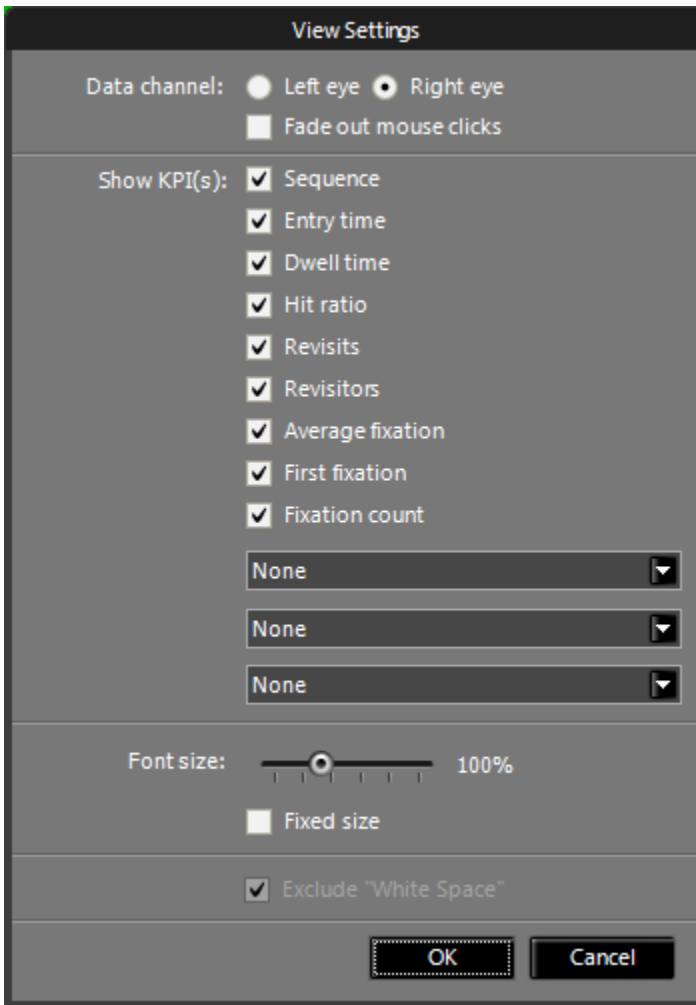 View Settings
Data channel: Left eye Right eye
Fade out mouse clicks
Show KPI(s): Sequence
Entry time
Dwell time
Hit ratio
Revisits
Revisitors
Average fixation
First fixation
Fixation count
None
None
None
Font size: 100%
Fixed size
Exclude "White Space"
OK Cancel